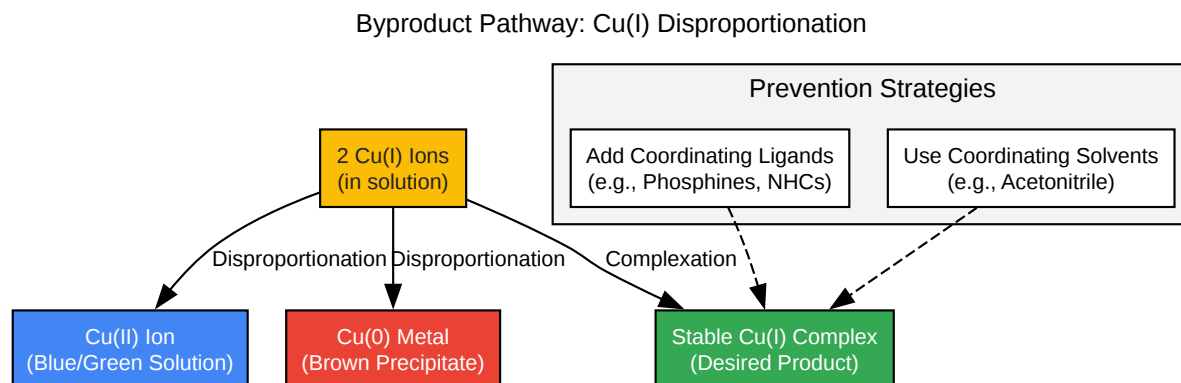 Byproduct Pathway: Cu(I) Disproportionation
Prevention Strategies
2 Cu(I) Ions
(in solution)
Add Coordinating Ligands
(e.g., Phosphines, NHCs)
Use Coordinating Solvents
(e.g., Acetonitrile)
Disproportionation
Disproportionation
Complexation
Cu(II) Ion
(Blue/Green Solution)
Cu(0) Metal
(Brown Precipitate)
Stable Cu(I) Complex
(Desired Product)